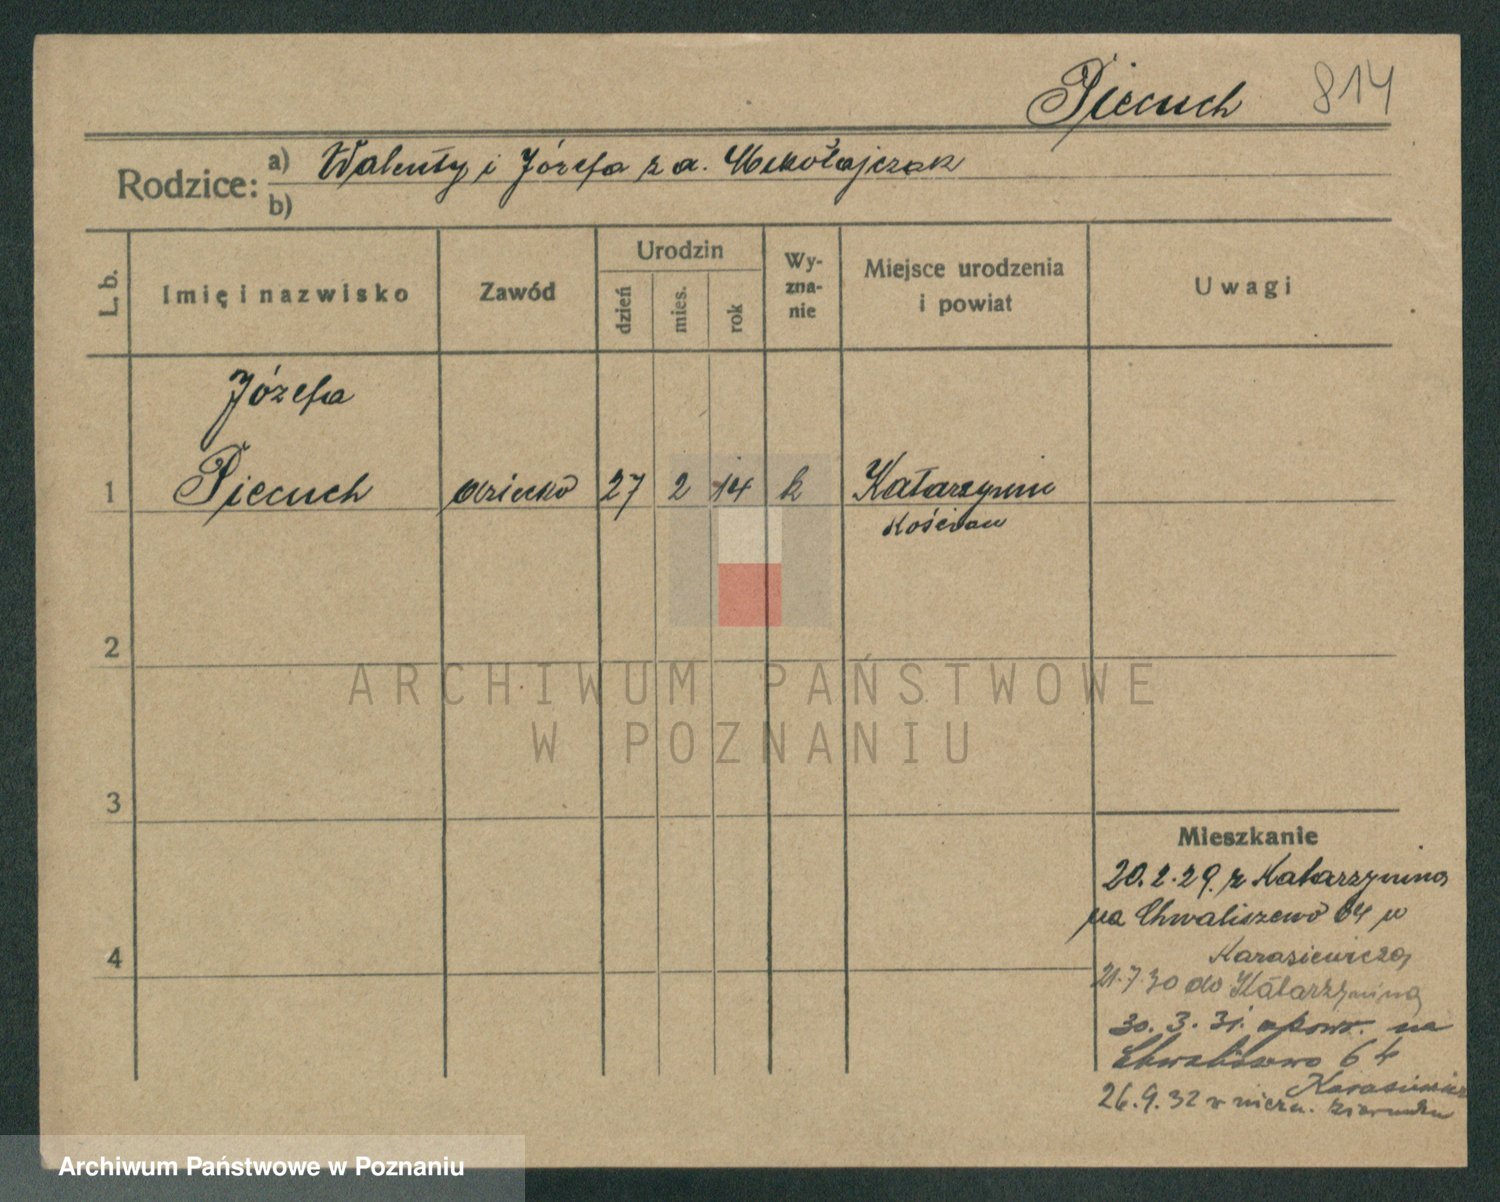 Piecuch 814
Rodzice: a) Walenty i Józefa z d. Mikołajczak
b)
L. b. Imię i nazwisko Zawód Urodzin dzień mies. rok Wy-zna-nie Miejsce urodzenia i powiat Uwagi
Józefa
1 Piecuch dziecko 27 2 14 k Katarzynin
Kościan
2
ARCHIWUM PAŃSTWOWE
W POZNANIU
3
Mieszkanie
20.2.29. z Katarzynina
na Chwaliszewo 64 u
4 Karasiewicza
21.7.30 do Katarzynina
30.3.31. z powr. na
Chwaliszewo 64
Karasiewicz
26.9.32 w niezn. kierunku
Archiwum Państwowe w Poznaniu